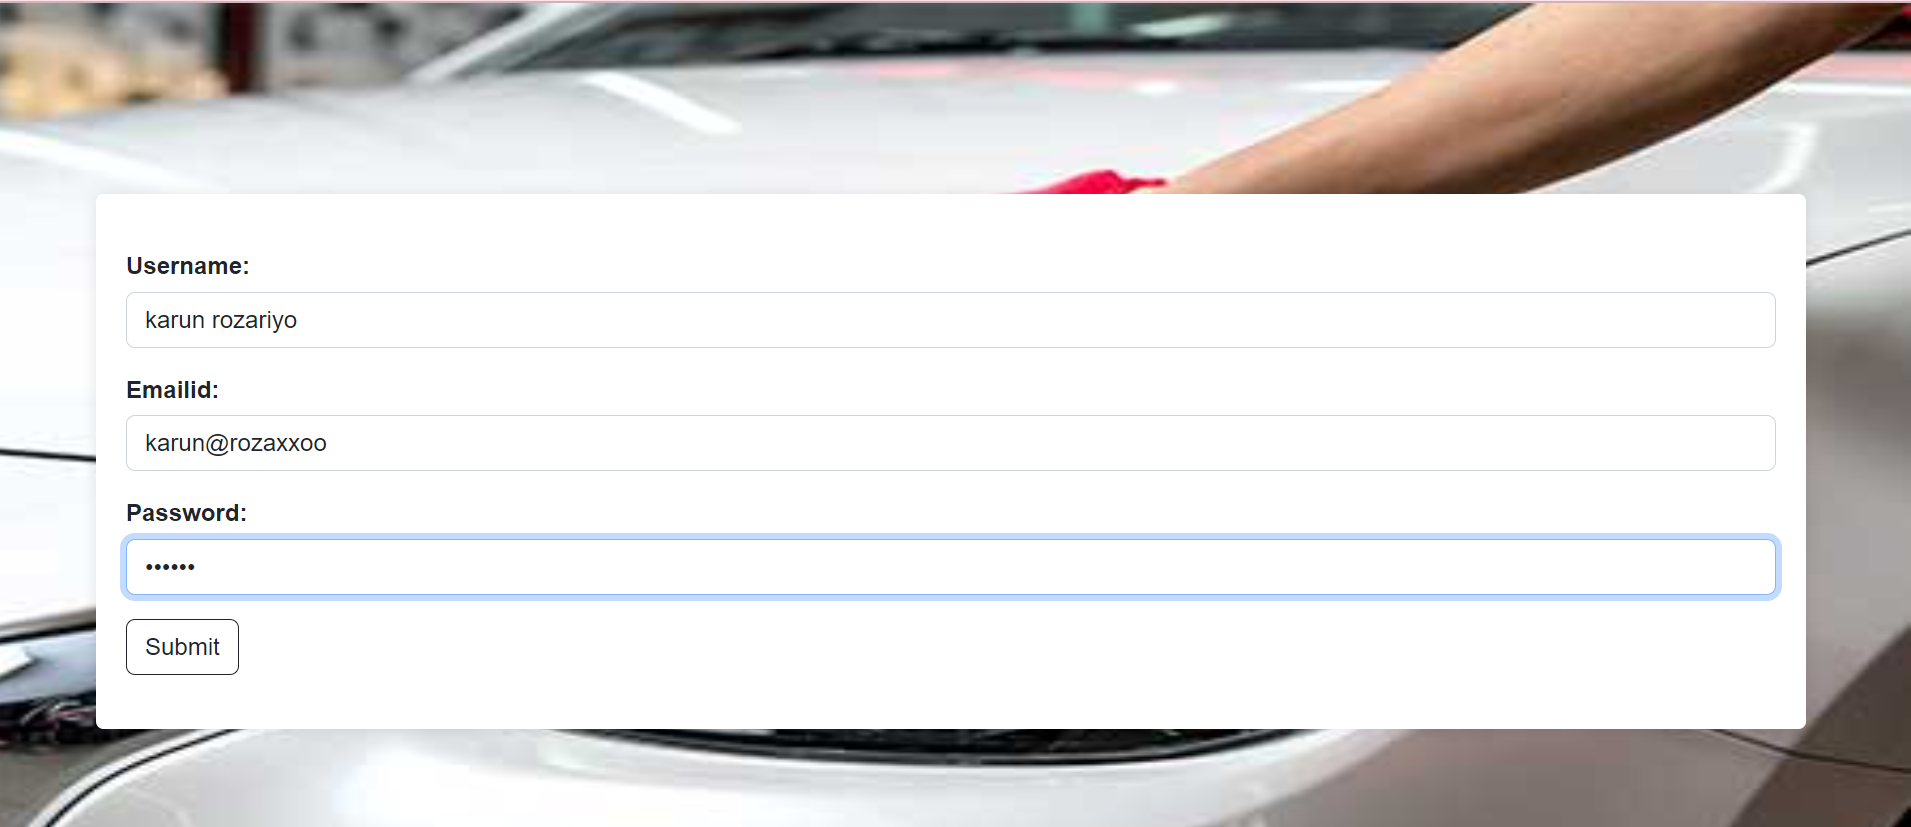 Username:
karun rozariyo
Emailid:
karun@rozaxxoo
Password:
••••••
Submit